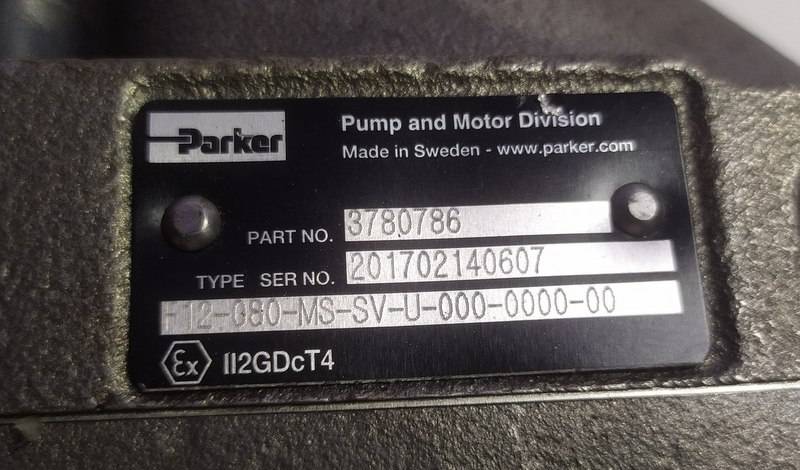 Parker
Pump and Motor Division
Made in Sweden - www.parker.com
PART NO. 3780786
TYPE SER NO. 201702140607
F12-080-MS-SV-U-000-0000-00
Ex II2GDcT4